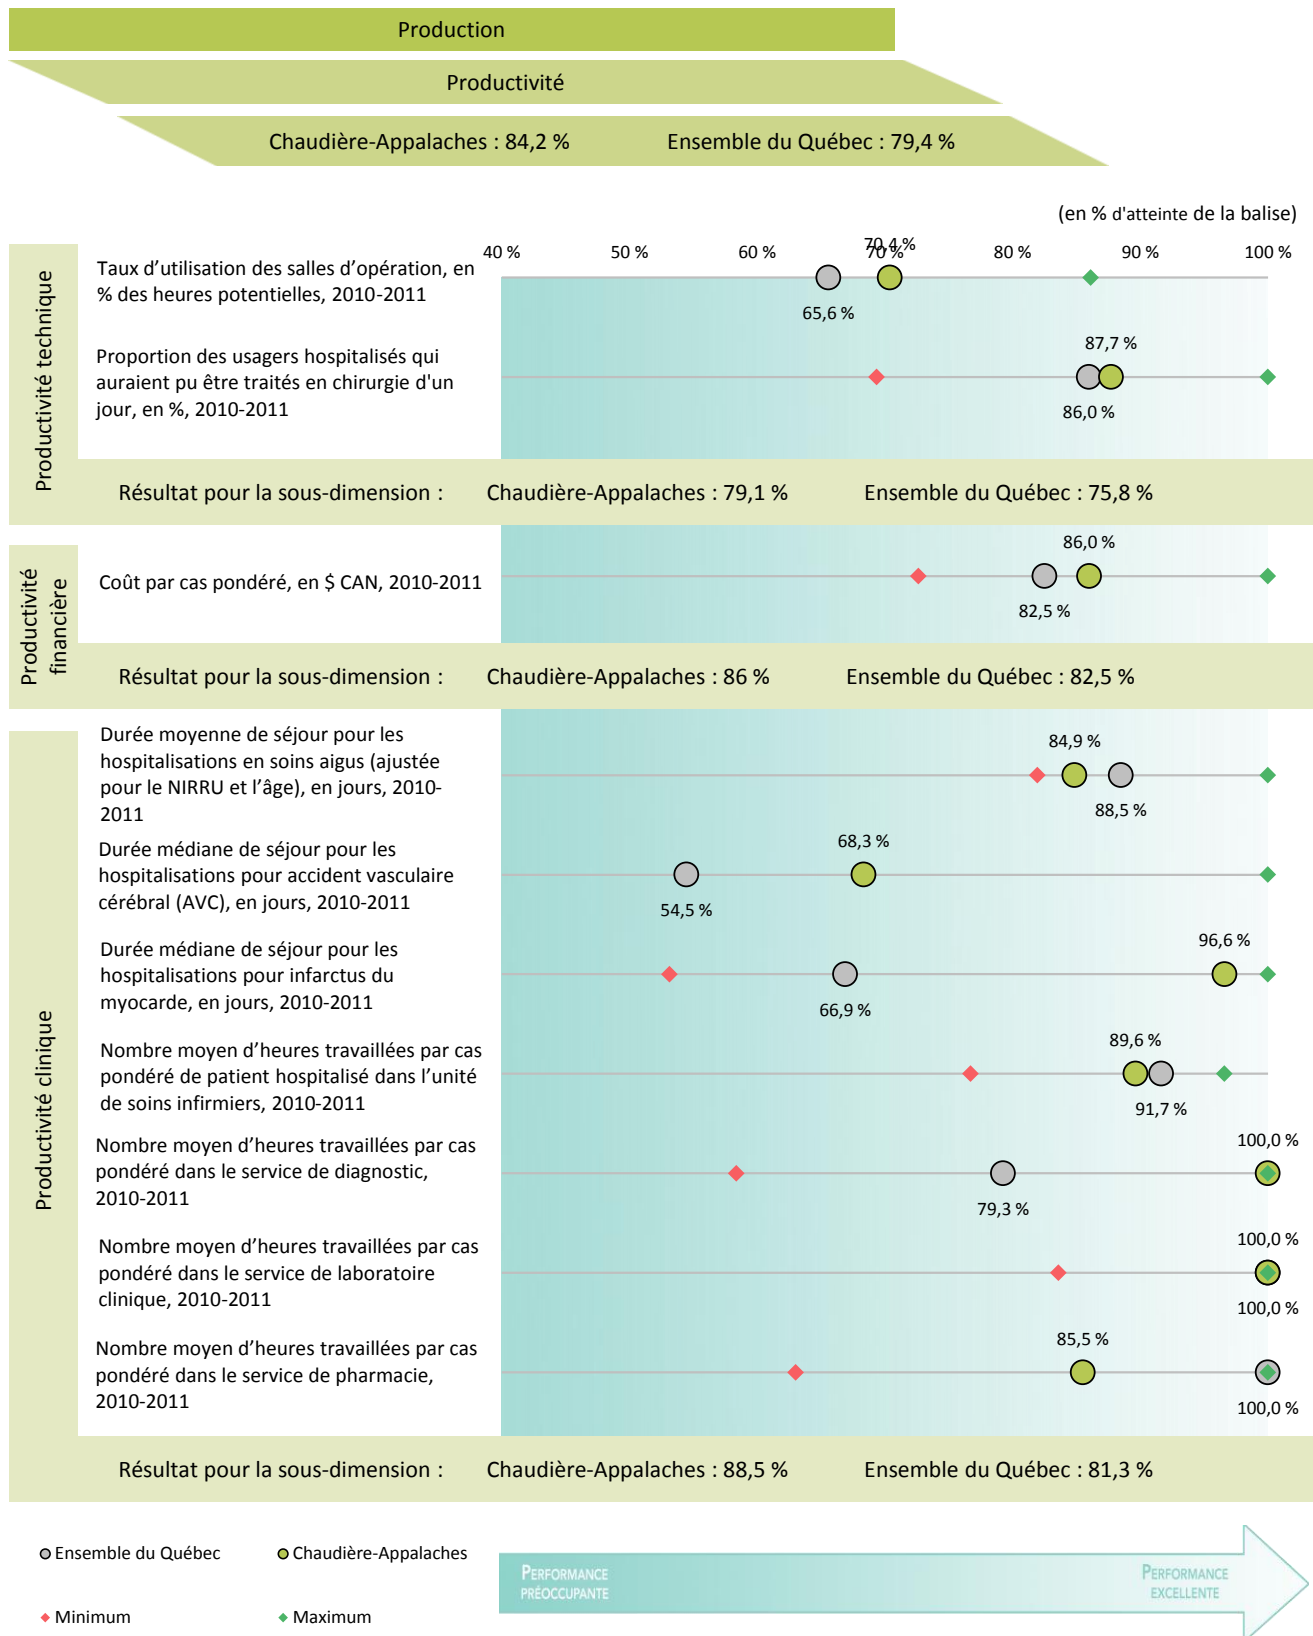 Production
Productivité
Chaudière-Appalaches : 84,2 % Ensemble du Québec : 79,4 %
(en % d'atteinte de la balise)
40 % 50 % 60 % 70 % 80 % 90 % 100 %
Productivité technique
Taux d’utilisation des salles d’opération, en
% des heures potentielles, 2010-2011
70,4 %
65,6 %
Proportion des usagers hospitalisés qui
auraient pu être traités en chirurgie d'un
jour, en %, 2010-2011
87,7 %
86,0 %
Résultat pour la sous-dimension : Chaudière-Appalaches : 79,1 % Ensemble du Québec : 75,8 %
Productivité
financière
Coût par cas pondéré, en $ CAN, 2010-2011
86,0 %
82,5 %
Résultat pour la sous-dimension : Chaudière-Appalaches : 86 % Ensemble du Québec : 82,5 %
Productivité clinique
Durée moyenne de séjour pour les
hospitalisations en soins aigus (ajustée
pour le NIRRU et l’âge), en jours, 2010-
2011
84,9 %
88,5 %
Durée médiane de séjour pour les
hospitalisations pour accident vasculaire
cérébral (AVC), en jours, 2010-2011
68,3 %
54,5 %
Durée médiane de séjour pour les
hospitalisations pour infarctus du
myocarde, en jours, 2010-2011
96,6 %
66,9 %
Nombre moyen d’heures travaillées par cas
pondéré de patient hospitalisé dans l’unité
de soins infirmiers, 2010-2011
89,6 %
91,7 %
Nombre moyen d’heures travaillées par cas
pondéré dans le service de diagnostic,
2010-2011
100,0 %
79,3 %
Nombre moyen d’heures travaillées par cas
pondéré dans le service de laboratoire
clinique, 2010-2011
100,0 %
100,0 %
Nombre moyen d’heures travaillées par cas
pondéré dans le service de pharmacie,
2010-2011
85,5 %
100,0 %
Résultat pour la sous-dimension : Chaudière-Appalaches : 88,5 % Ensemble du Québec : 81,3 %
Ensemble du Québec Chaudière-Appalaches
Minimum Maximum
PERFORMANCE
PRÉOCCUPANTE
PERFORMANCE
EXCELLENTE